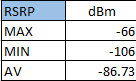 RSRP dBm
MAX -66
MIN -106
AV -86.73